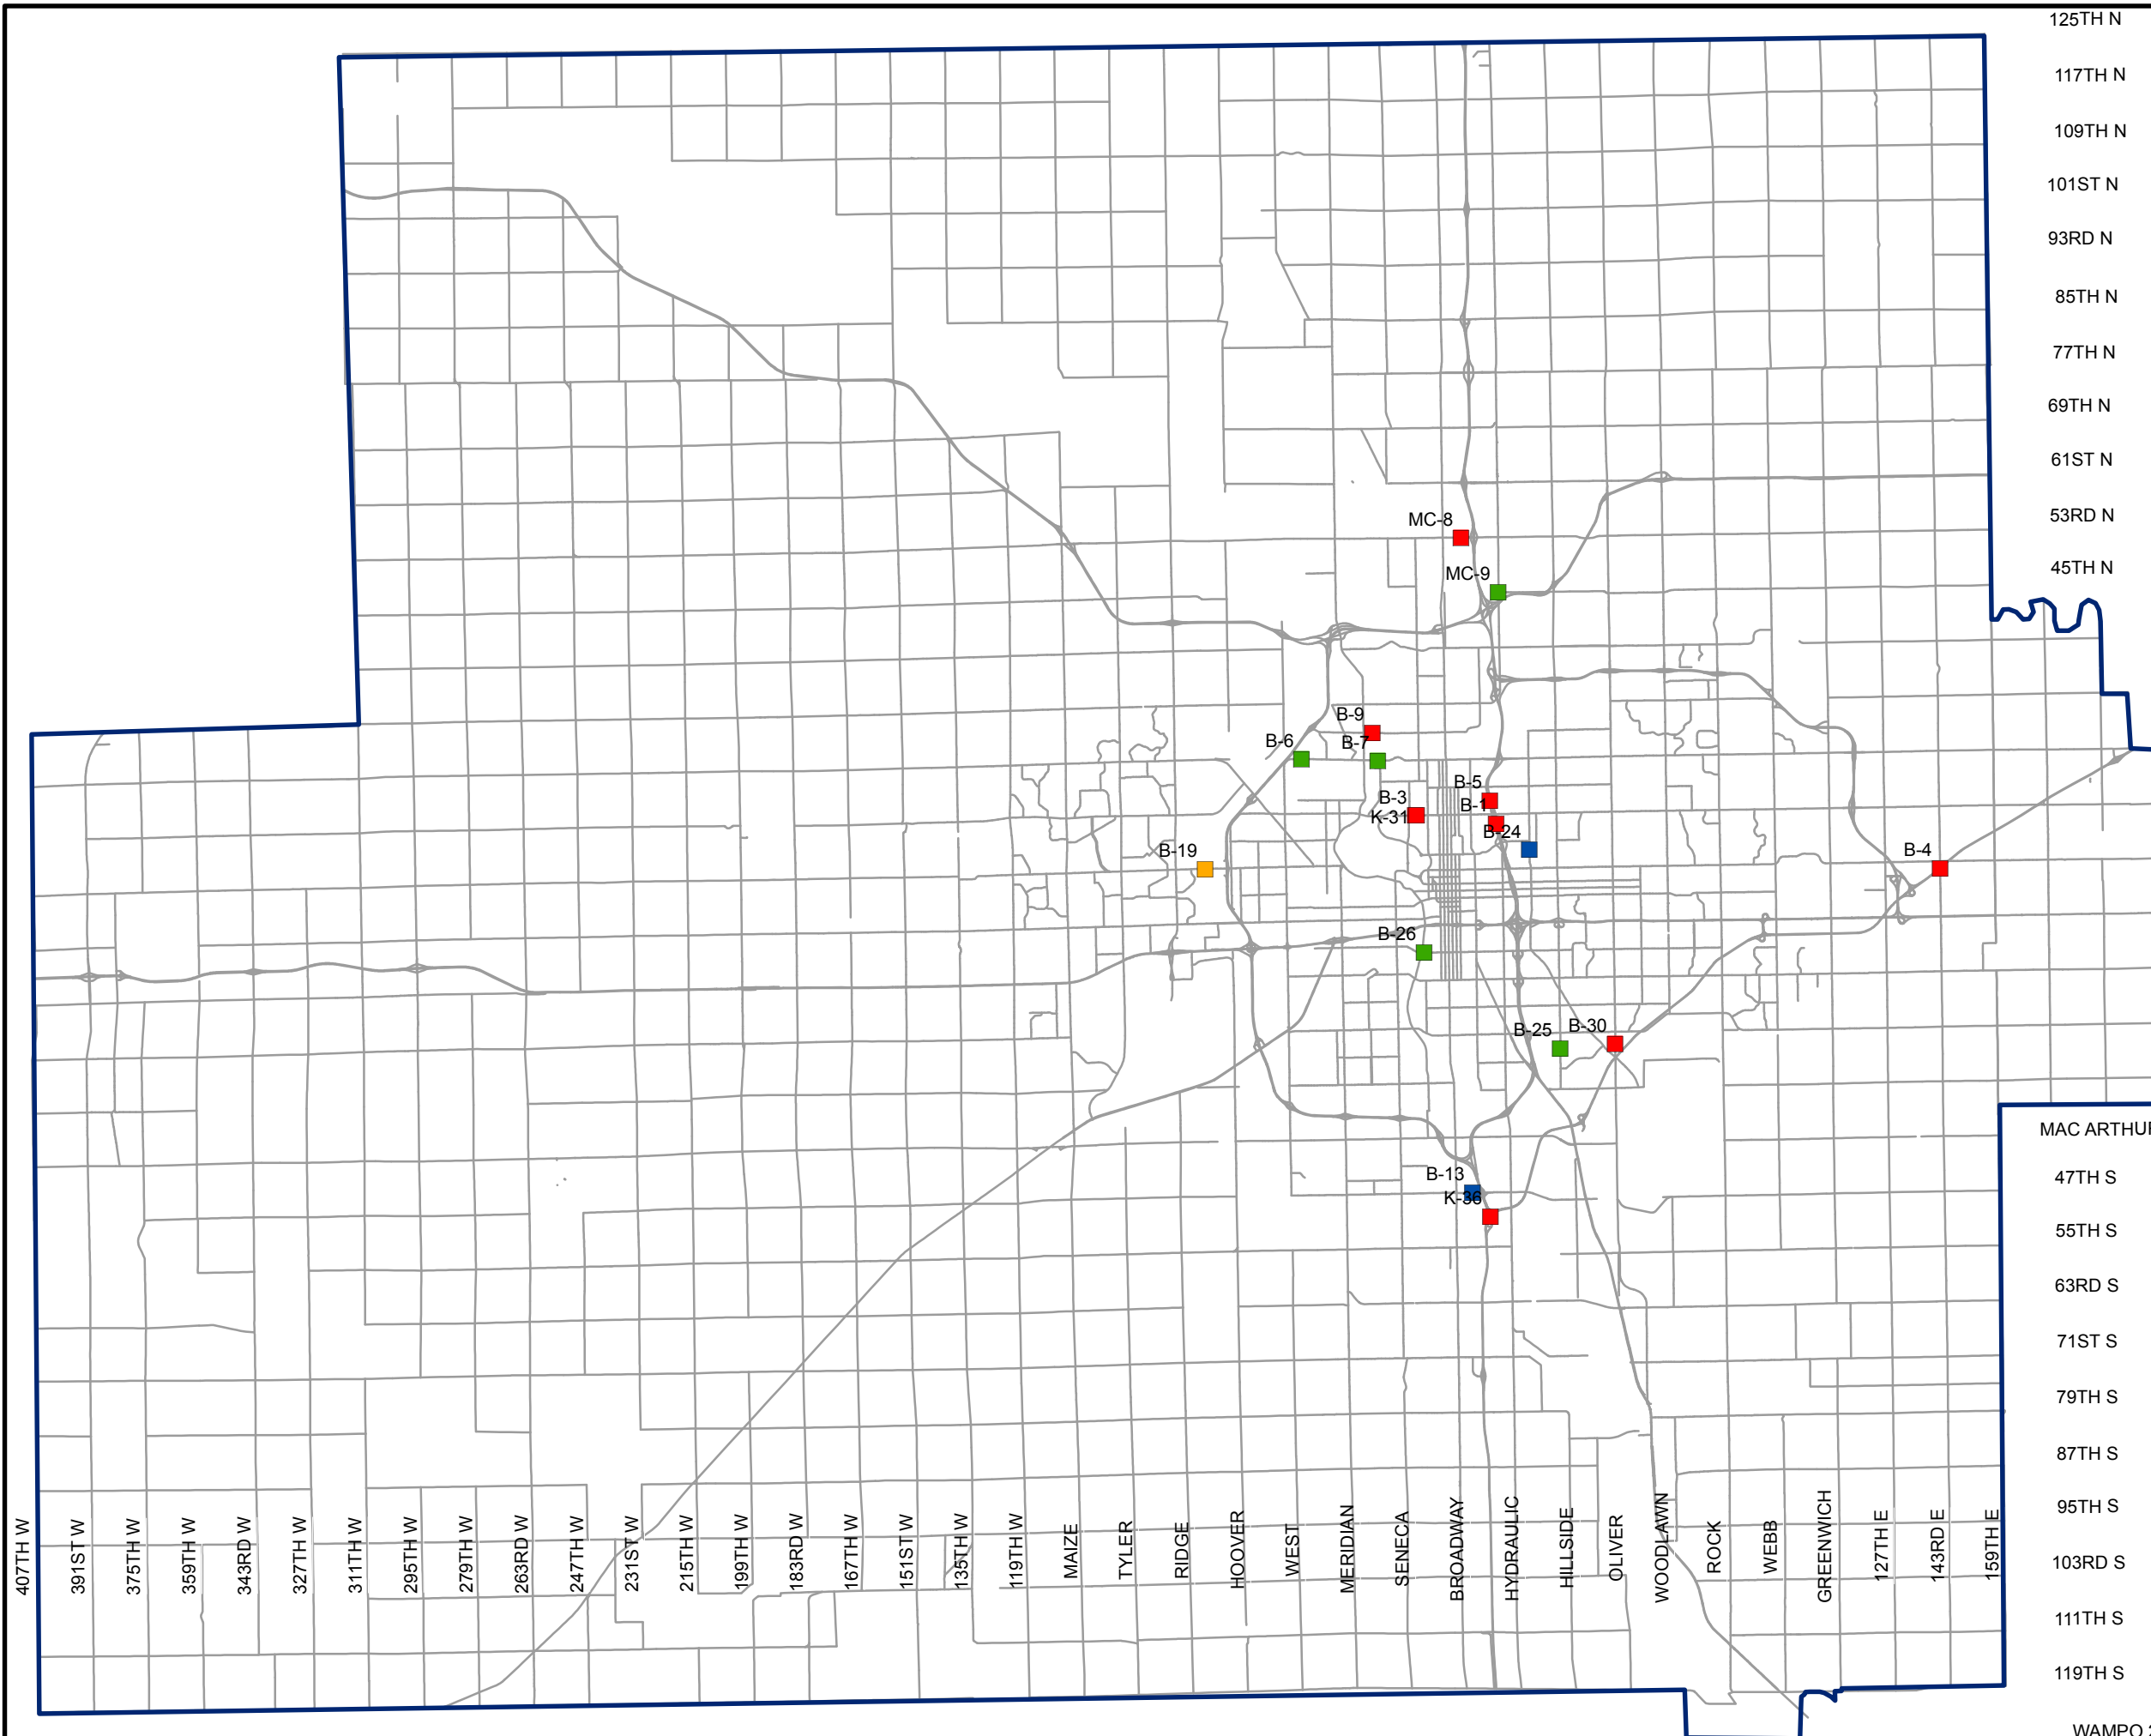 125TH N
117TH N
109TH N
101ST N
93RD N
85TH N
77TH N
69TH N
61ST N
53RD N
45TH N
MC-8
MC-9
B-9
B-6
B-7
B-5
B-3
B-1
K-31
B-24
B-19
B-4
B-26
B-25
B-30
B-13
K-36
MAC ARTHUR
47TH S
55TH S
63RD S
71ST S
79TH S
87TH S
95TH S
103RD S
111TH S
119TH S
407TH W
391ST W
375TH W
359TH W
343RD W
327TH W
311TH W
295TH W
279TH W
263RD W
247TH W
231ST W
215TH W
199TH W
183RD W
167TH W
151ST W
135TH W
119TH W
MAIZE
TYLER
RIDGE
HOOVER
WEST
MERIDIAN
SENECA
BROADWAY
HYDRAULIC
HILLSIDE
OLIVER
WOODLAWN
ROCK
WEBB
GREENWICH
127TH E
143RD E
159TH E
WAMPO